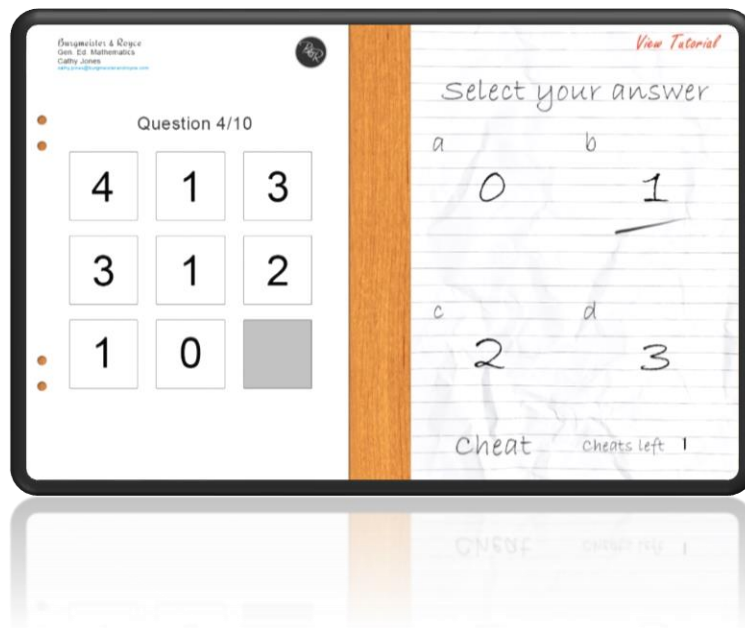 Burgmeister & Royce
Gen. Ed. Mathematics
Cathy Jones
Question 4/10
4 1 3
3 1 2
1 0
View Tutorial
Select your answer
a b
0 1
c d
2 3
Cheat Cheats left 1